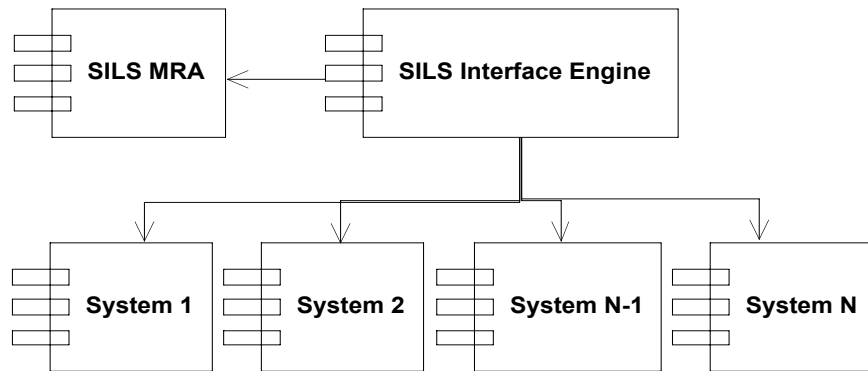 SILS MRA
SILS Interface Engine
System 1
System 2
System N-1
System N